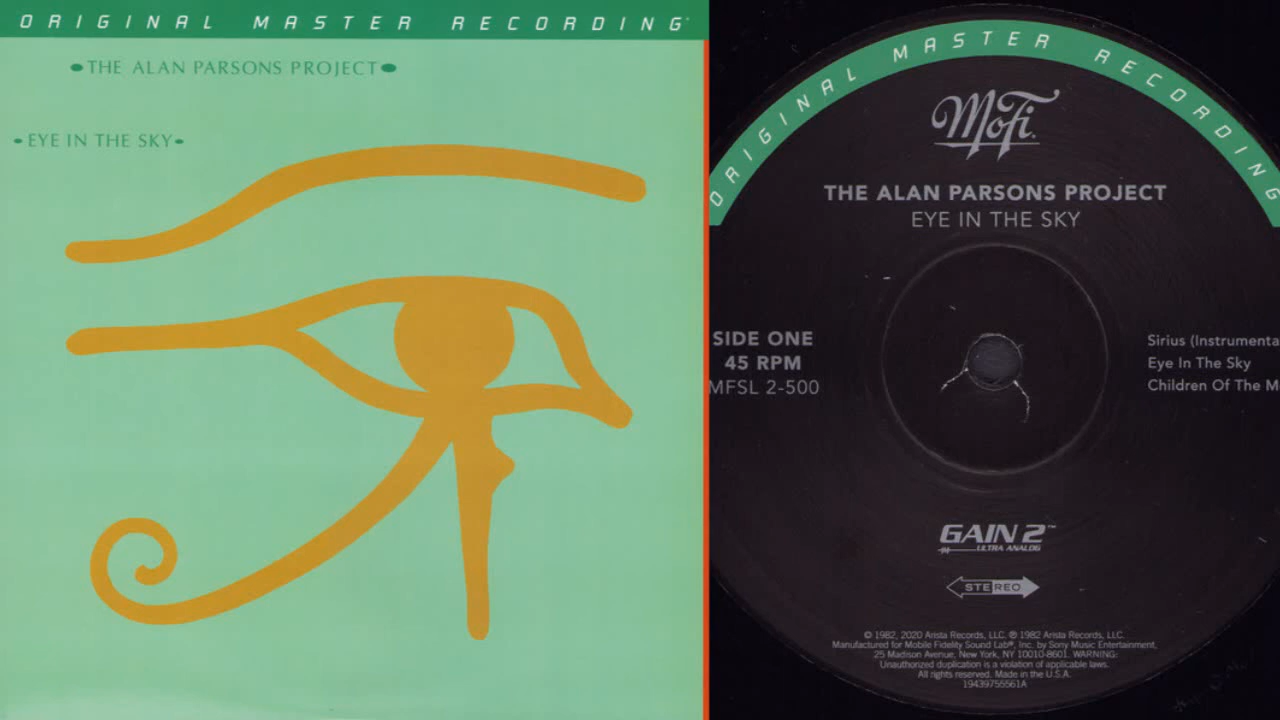 ORIGINAL MASTER RECORDING
THE ALAN PARSONS PROJECT
EYE IN THE SKY
ORIGINAL MASTER RECORDING
MoFi
THE ALAN PARSONS PROJECT
EYE IN THE SKY
SIDE ONE
45 RPM
MFSL 2-500
Sirius (Instrumenta
Eye In The Sky
Children Of The M
GAIN 2™
ULTRA ANALOG
STEREO
© 1982, 2020 Arista Records, LLC. ℗ 1982 Arista Records, LLC.
Manufactured for Mobile Fidelity Sound Lab®, Inc. by Sony Music Entertainment,
25 Madison Avenue, New York, NY 10010-8601. WARNING:
Unauthorized duplication is a violation of applicable laws.
All rights reserved. Made in the U.S.A.
19439755561A